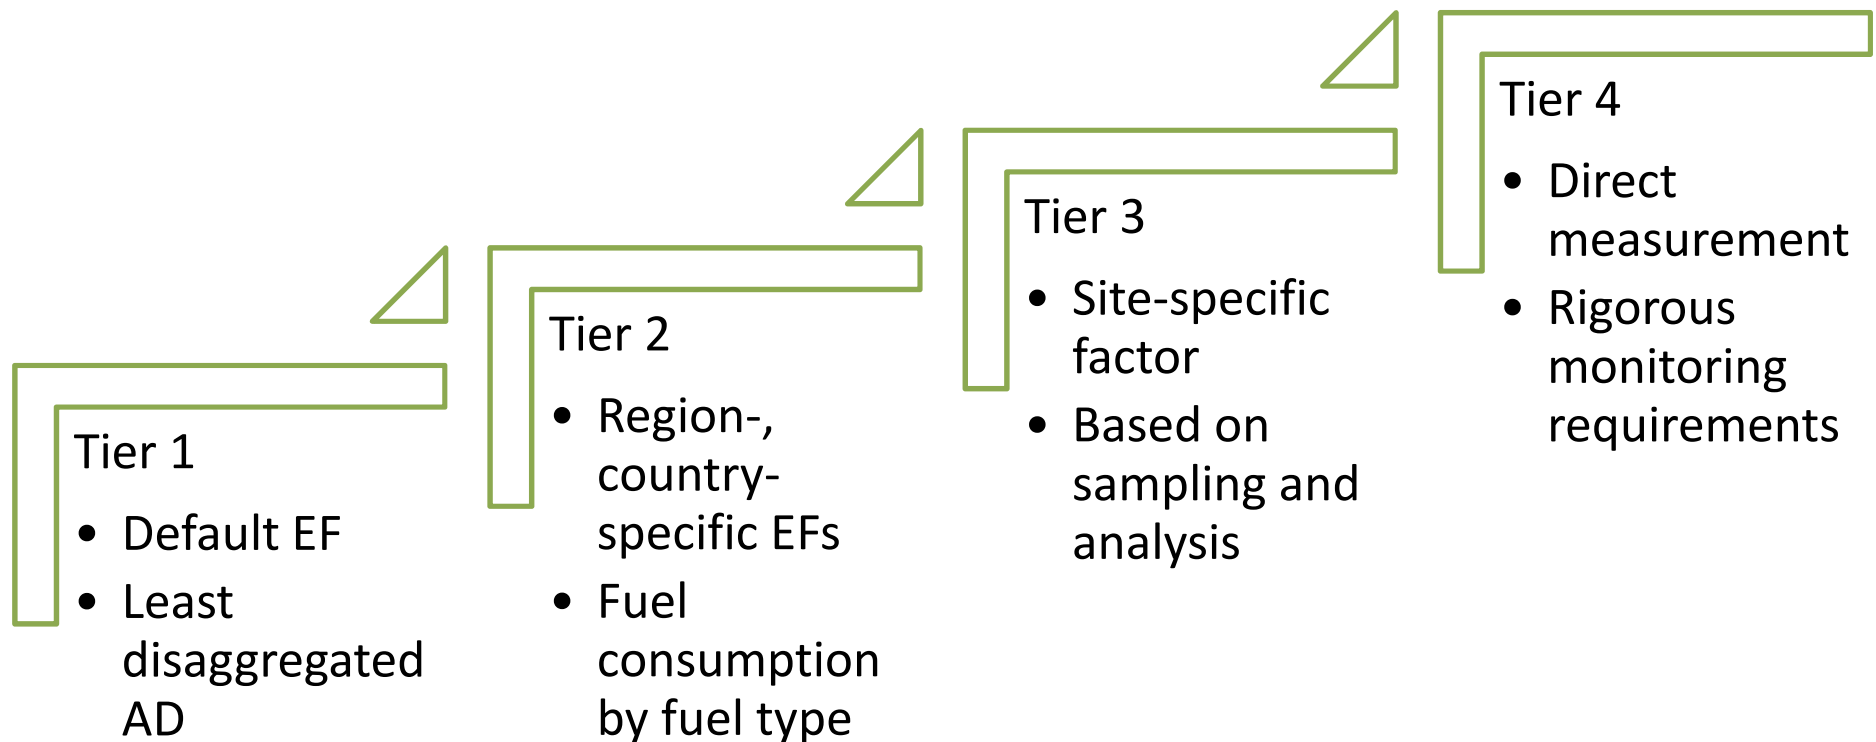 Tier 1
• Default EF
• Least
disaggregated
AD
Tier 2
• Region-,
country-
specific EFs
• Fuel
consumption
by fuel type
Tier 3
• Site-specific
factor
• Based on
sampling and
analysis
Tier 4
• Direct
measurement
• Rigorous
monitoring
requirements